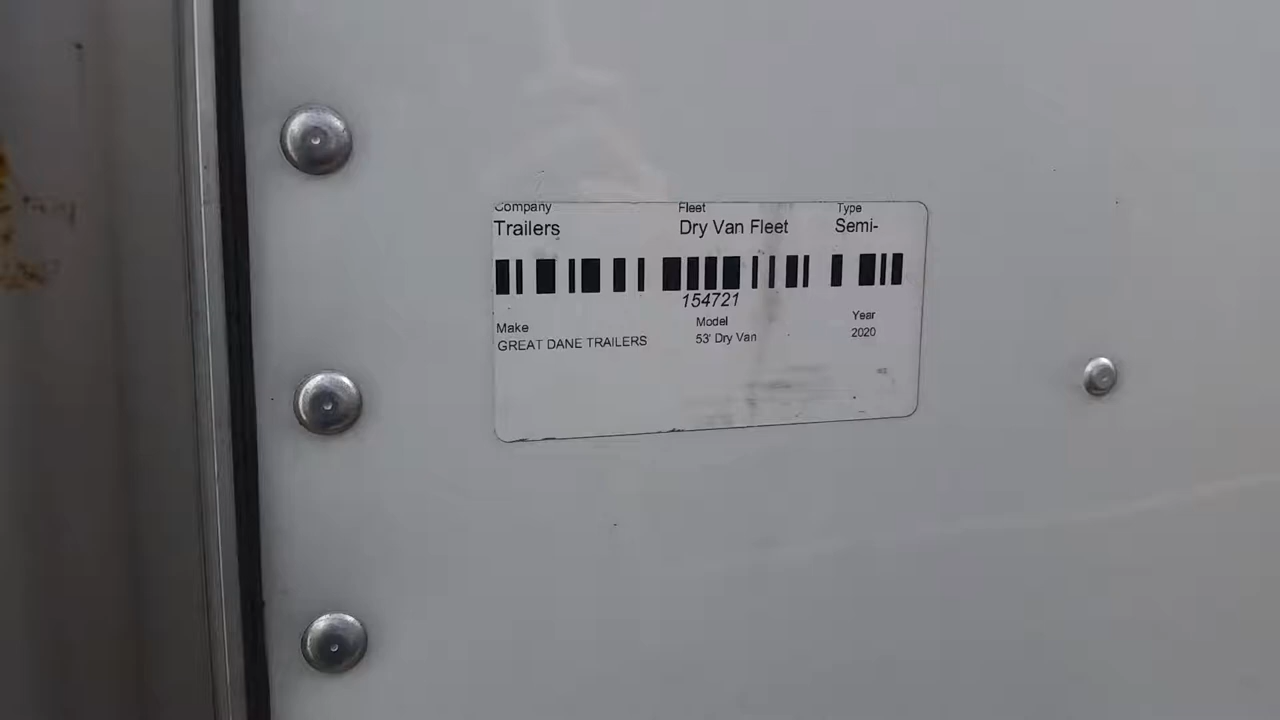 Company Fleet Type
Trailers Dry Van Fleet Semi-
154721
Make Model Year
GREAT DANE TRAILERS 53' Dry Van 2020